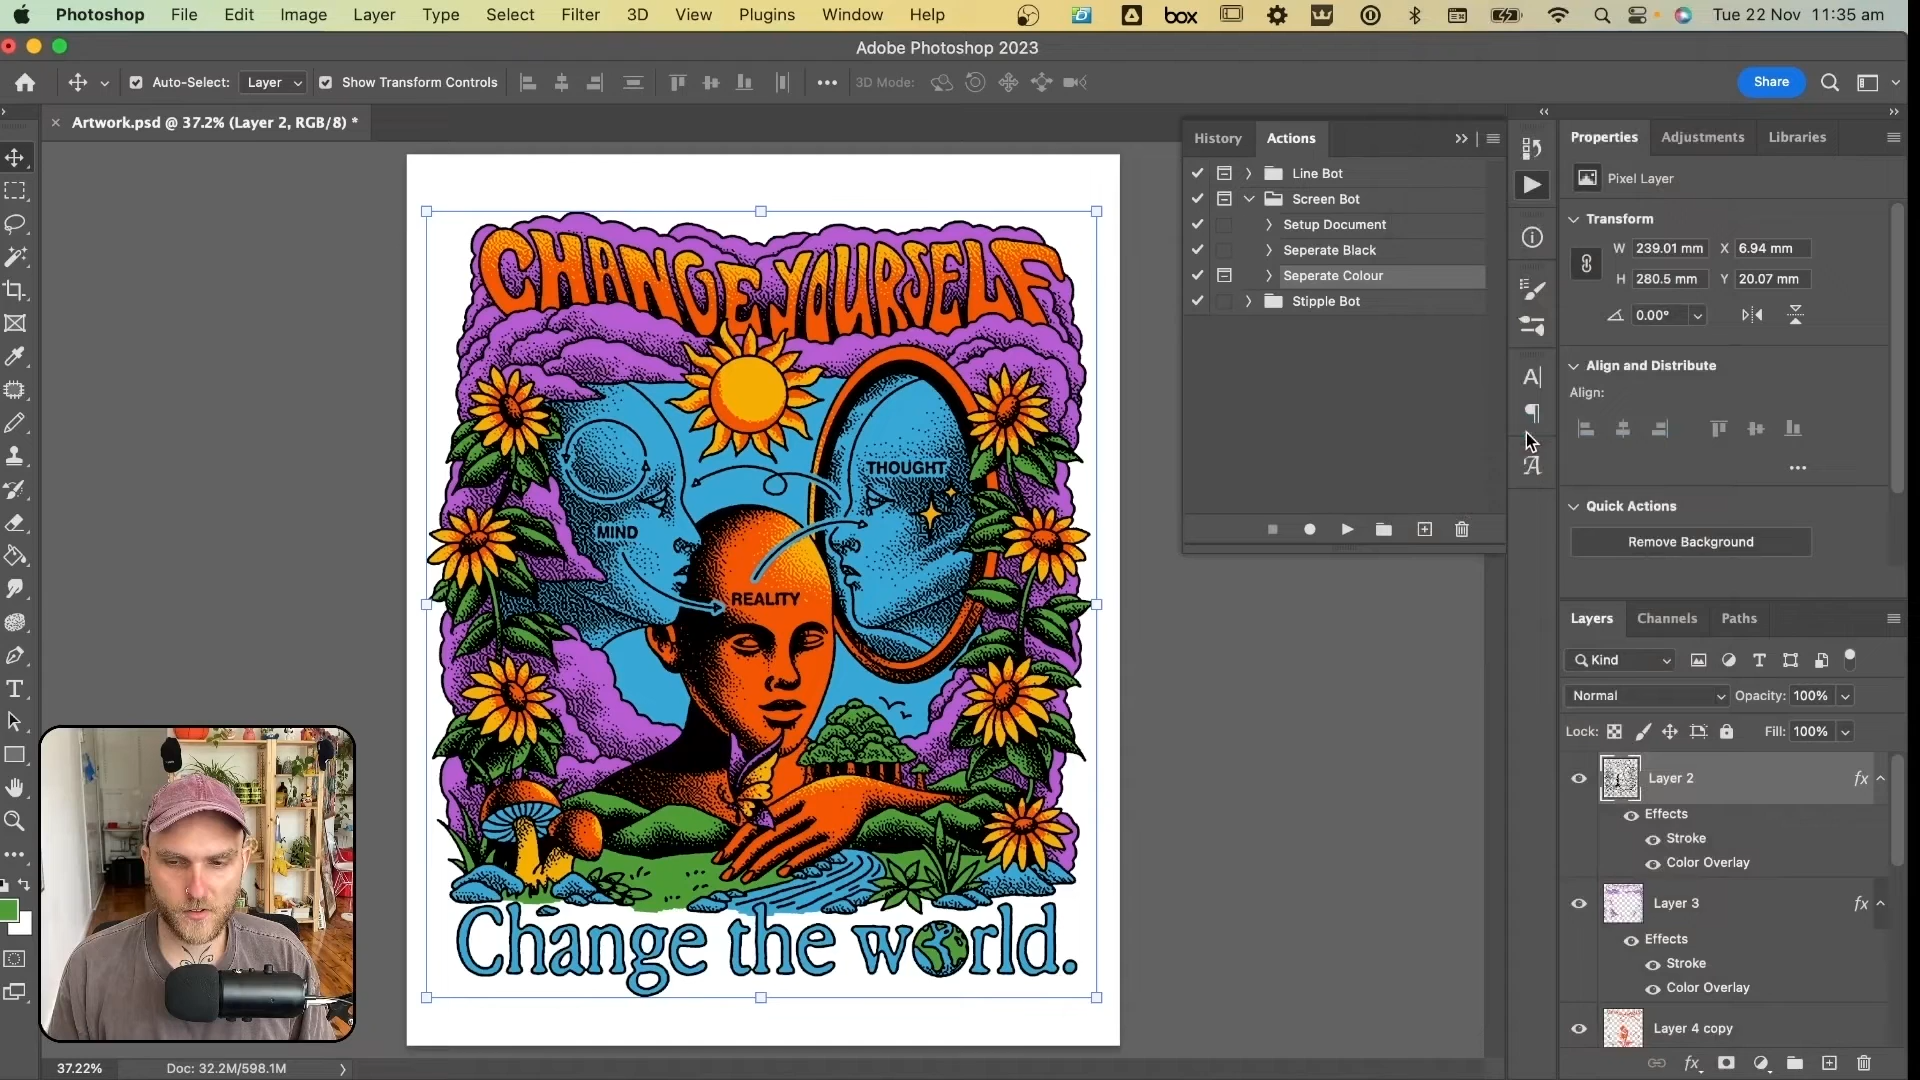 Photoshop File Edit Image Layer Type Select Filter 3D View Plugins Window Help box Tue 22 Nov 11:35 am
Adobe Photoshop 2023
Auto-Select: Layer Show Transform Controls 3D Mode: Share
Artwork.psd @ 37.2% (Layer 2, RGB/8) *
History Actions
Line Bot
Screen Bot
Setup Document
Seperate Black
Seperate Colour
Stipple Bot
Properties Adjustments Libraries
Pixel Layer
Transform
W 239.01 mm X 6.94 mm
H 280.5 mm Y 20.07 mm
0.00°
Align and Distribute
Align:
Quick Actions
Remove Background
Layers Channels Paths
Kind
Normal Opacity: 100%
Lock: Fill: 100%
Layer 2 fx
Effects
Stroke
Color Overlay
Layer 3 fx
Effects
Stroke
Color Overlay
Layer 4 copy
fx
CHANGE YOURSELF
THOUGHT
MIND
REALITY
Change the world.
37.22% Doc: 32.2M/598.1M